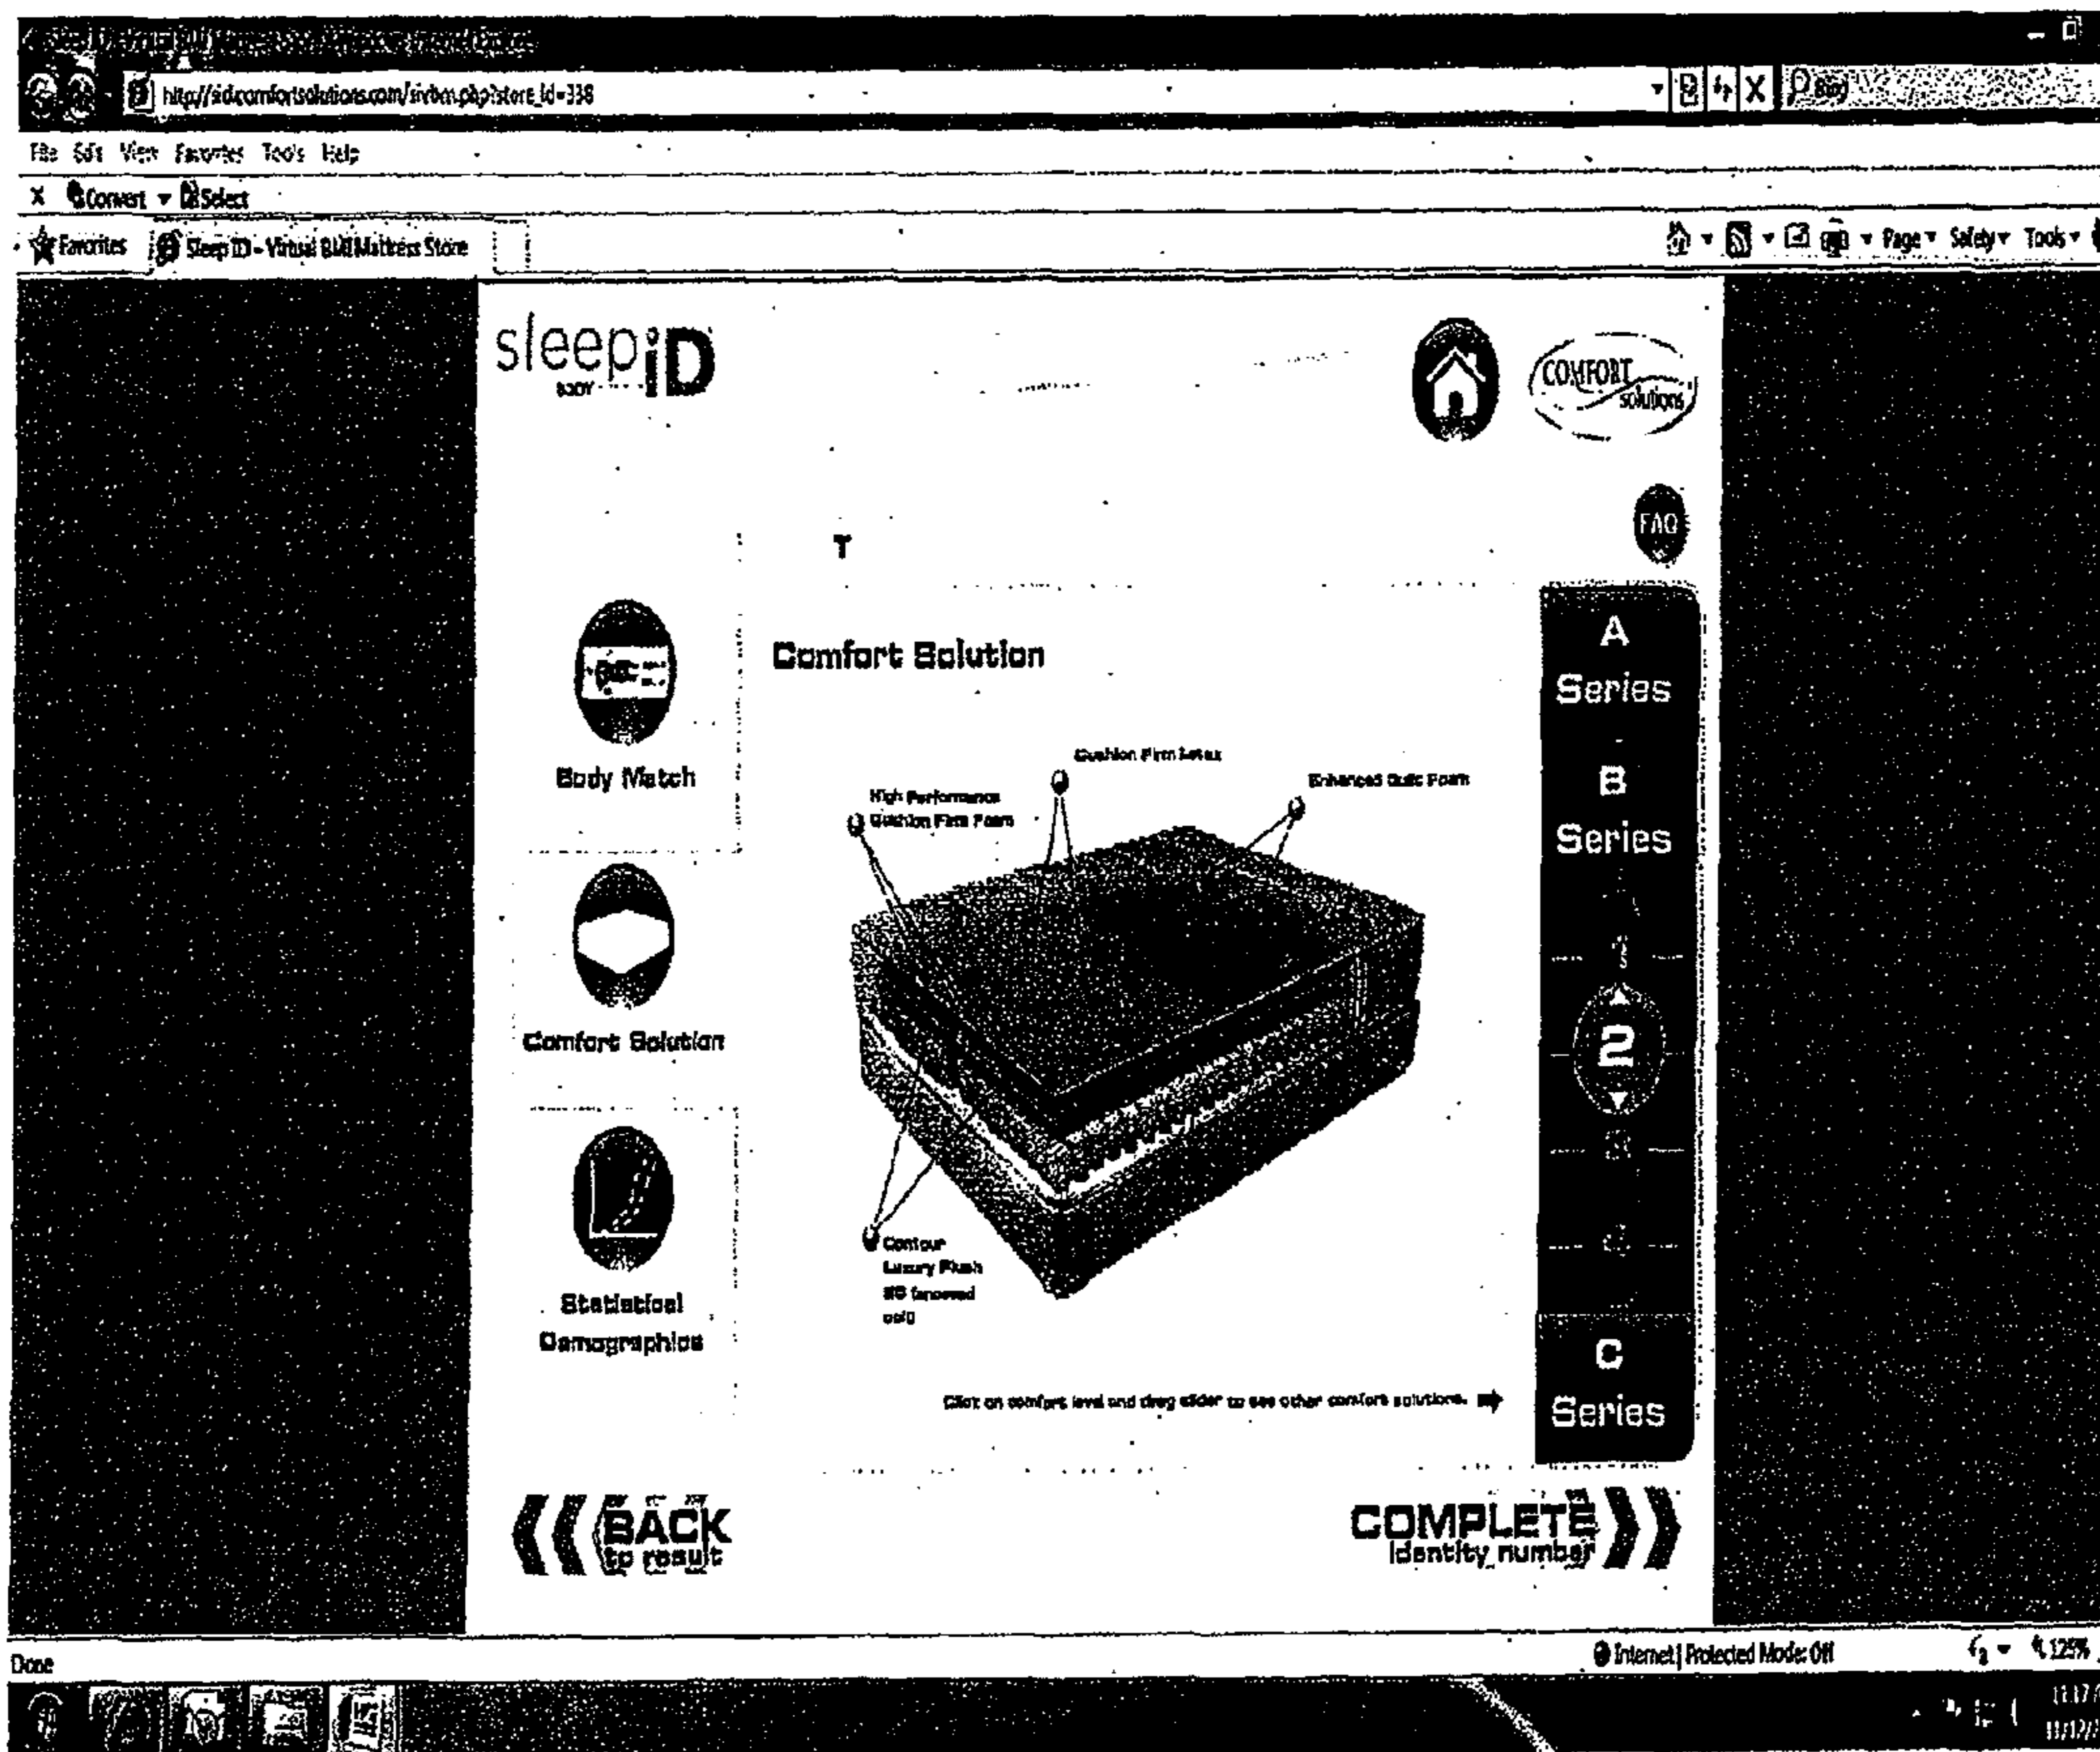 http://sid.comfortsolutions.com/sivbm.php?store_id=338
Bing
File Edit View Favorites Tools Help
X Convert Select
Favorites Sleep ID - Virtual BMI Mattress Store
Page Safety Tools
sleep iD
BODY
COMFORT
solutions
FAQ
T
Comfort Solution
Body Match
Comfort Solution
Statistical
Demographics
Cushion Firm Latex
High Performance
Cushion Firm Foam
Enhanced Quilt Foam
Contour
Luxury Plush
A
Series
B
Series
2
C
Series
Click on comfort level and drag slider to see other comfort solutions.
BACK
to result
COMPLETE
identity number
Done
Internet | Protected Mode: Off
125%